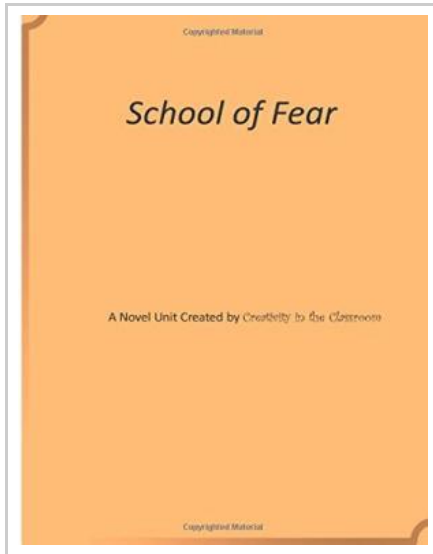 Copyrighted Material
School of Fear
A Novel Unit Created by Creativity in the Classroom
Copyrighted Material